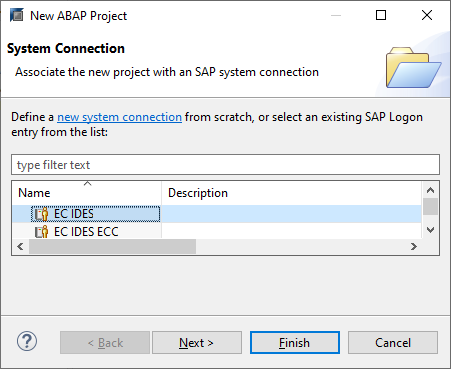 New ABAP Project
System Connection
Associate the new project with an SAP system connection
Define a new system connection from scratch, or select an existing SAP Logon
entry from the list:
type filter text
Name Description
EC IDES
EC IDES ECC
? < Back Next > Finish Cancel